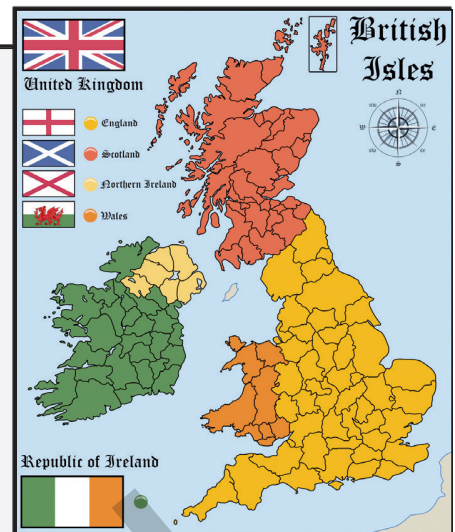 British
Isles
United Kingdom
England
Scotland
Northern Ireland
Wales
N
W
E
S
Republic of Ireland